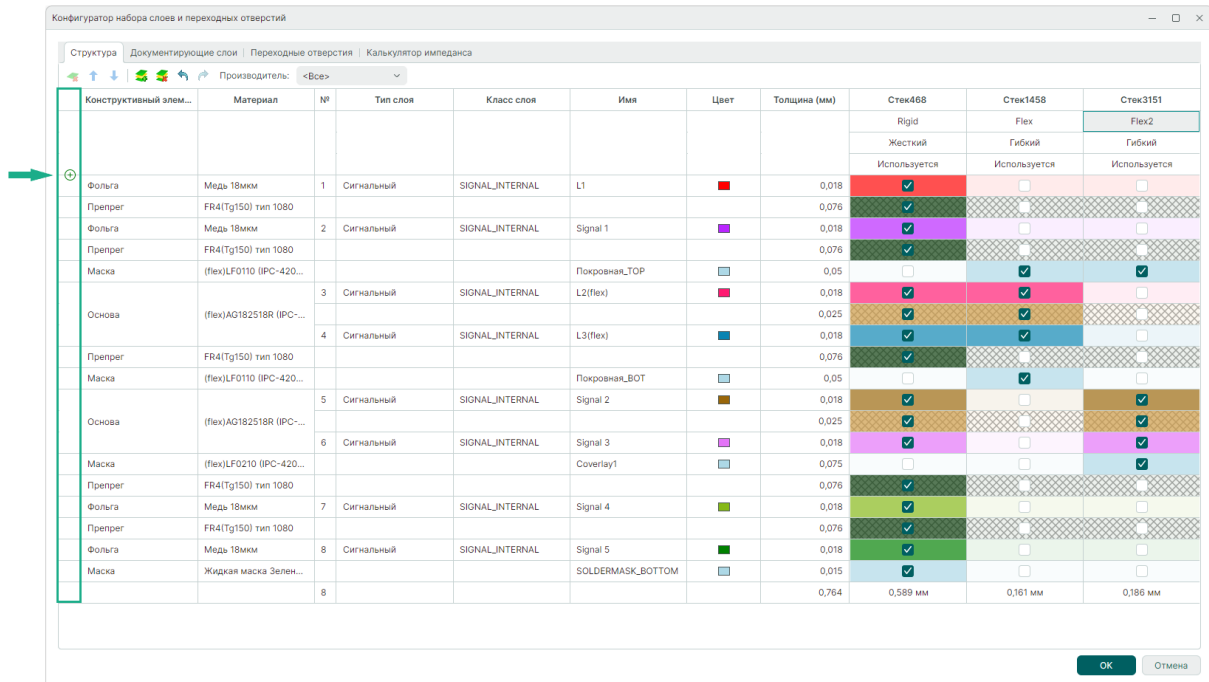 Конфигуратор набора слоев и переходных отверстий
Структура Документирующие слои Переходные отверстия Калькулятор импеданса
Производитель: <Все>
Конструктивный элем... Материал № Тип слоя Класс слоя Имя Цвет Толщина (мм) Стек468 Стек1458 Стек3151
Rigid Flex Flex2
Жесткий Гибкий Гибкий
Используется Используется Используется
Фольга Медь 18мкм 1 Сигнальный SIGNAL_INTERNAL L1 0,018
Препрег FR4(Tg150) тип 1080 0,076
Фольга Медь 18мкм 2 Сигнальный SIGNAL_INTERNAL Signal 1 0,018
Препрег FR4(Tg150) тип 1080 0,076
Маска (flex)LF0110 (IPC-420... Покровная_TOP 0,05
3 Сигнальный SIGNAL_INTERNAL L2(flex) 0,018
Основа (flex)AG182518R (IPC-... 0,025
4 Сигнальный SIGNAL_INTERNAL L3(flex) 0,018
Препрег FR4(Tg150) тип 1080 0,076
Маска (flex)LF0110 (IPC-420... Покровная_BOT 0,05
5 Сигнальный SIGNAL_INTERNAL Signal 2 0,018
Основа (flex)AG182518R (IPC-... 0,025
6 Сигнальный SIGNAL_INTERNAL Signal 3 0,018
Маска (flex)LF0210 (IPC-420... Coverlay1 0,075
Препрег FR4(Tg150) тип 1080 0,076
Фольга Медь 18мкм 7 Сигнальный SIGNAL_INTERNAL Signal 4 0,018
Препрег FR4(Tg150) тип 1080 0,076
Фольга Медь 18мкм 8 Сигнальный SIGNAL_INTERNAL Signal 5 0,018
Маска Жидкая маска Зелен... SOLDERMASK_BOTTOM 0,015
8 0,764 0,589 мм 0,161 мм 0,186 мм
ОК Отмена